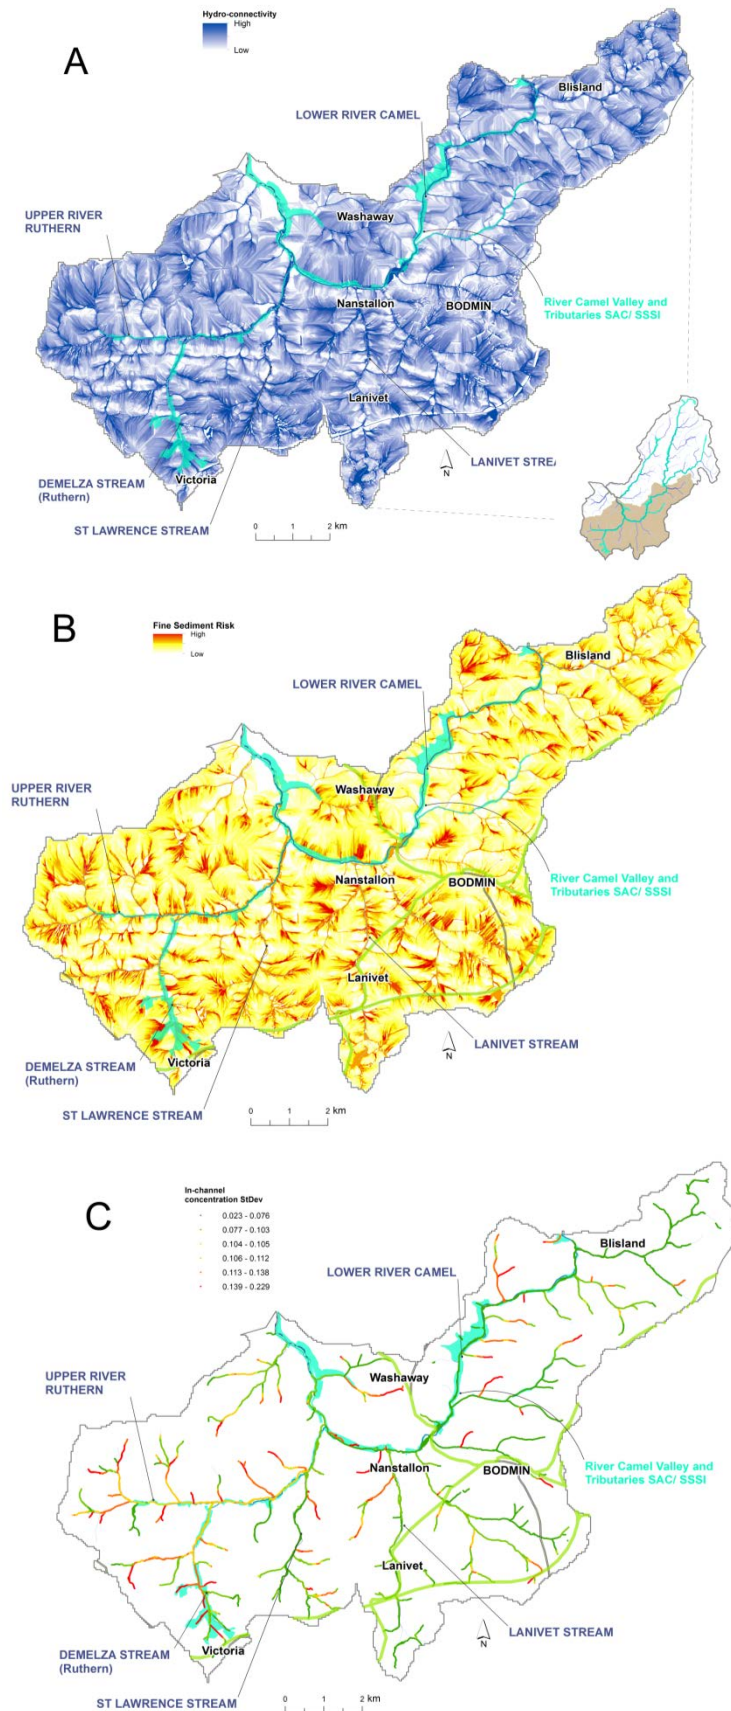 Hydro-connectivity
High
Low
A
Blisland
LOWER RIVER CAMEL
UPPER RIVER
RUTHERN
Washaway
Nanstallon
BODMIN
River Camel Valley and
Tributaries SAC/ SSSI
Lanivet
LANIVET STREA
N
DEMELZA STREAM
(Ruthern)
Victoria
ST LAWRENCE STREAM
0 1 2 km
B
Fine Sediment Risk
High
Low
Blisland
LOWER RIVER CAMEL
UPPER RIVER
RUTHERN
Washaway
Nanstallon
BODMIN
River Camel Valley and
Tributaries SAC/ SSSI
Lanivet
LANIVET STREAM
N
DEMELZA STREAM
(Ruthern)
Victoria
ST LAWRENCE STREAM
0 1 2 km
C
In-channel
concentration StDev
0.023 - 0.076
0.077 - 0.103
0.104 - 0.105
0.106 - 0.112
0.113 - 0.138
0.139 - 0.229
Blisland
LOWER RIVER CAMEL
UPPER RIVER
RUTHERN
Washaway
Nanstallon
BODMIN
River Camel Valley and
Tributaries SAC/ SSSI
Lanivet
LANIVET STREAM
N
DEMELZA STREAM
(Ruthern)
Victoria
ST LAWRENCE STREAM
0 1 2 km